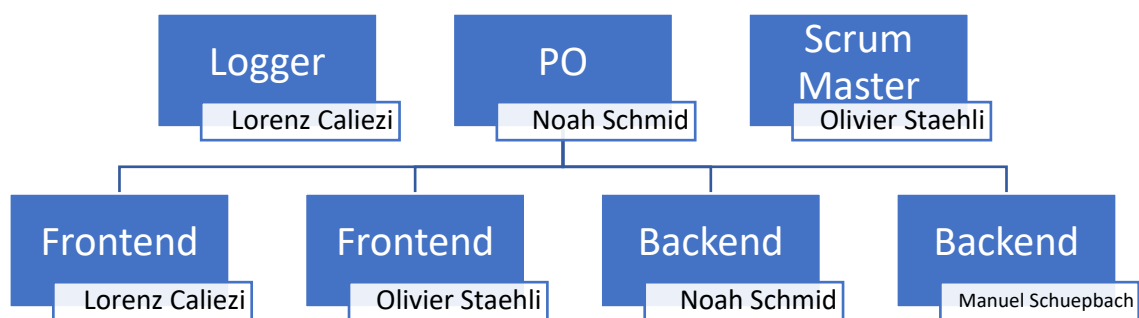 Logger
Lorenz Caliezi
PO
Noah Schmid
Scrum
Master
Olivier Staehli
Frontend
Lorenz Caliezi
Frontend
Olivier Staehli
Backend
Noah Schmid
Backend
Manuel Schuepbach